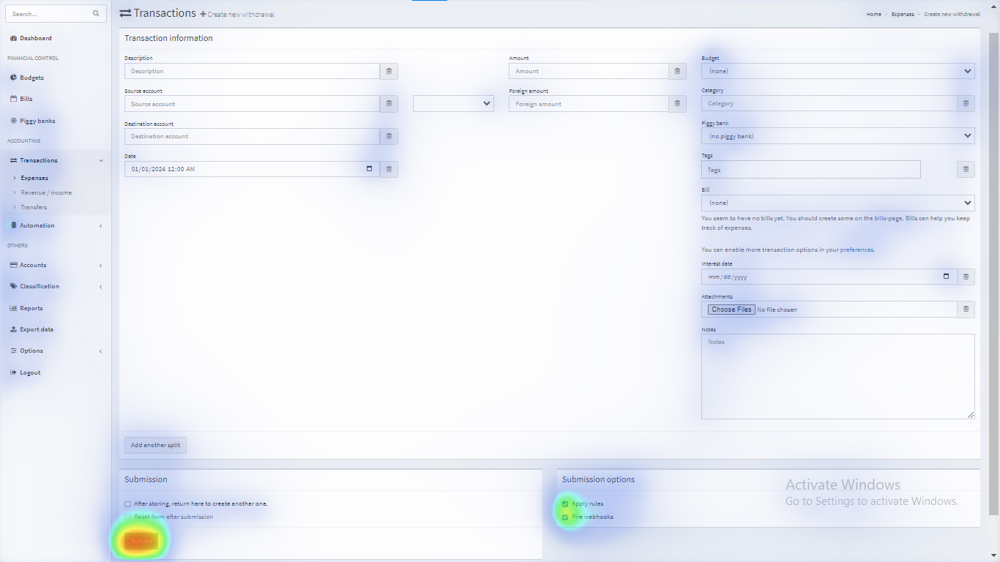 Search...
Transactions Create new withdrawal
Home > Expenses > Create new withdrawal
Dashboard
FINANCIAL CONTROL
Budgets
Bills
Piggy banks
ACCOUNTING
Transactions
Expenses
Revenue / income
Transfers
Automation
OTHERS
Accounts
Classification
Reports
Export data
Options
Logout
Transaction information
Description
Description
Source account
Source account
Destination account
Destination account
Date
01/01/2024 12:00 AM
Amount
Amount
Foreign amount
Foreign amount
Budget
(none)
Category
Category
Piggy bank
(no piggy bank)
Tags
Tags
Bill
(none)
You seem to have no bills yet. You should create some on the bills-page. Bills can help you keep
track of expenses.
You can enable more transaction options in your preferences.
Interest date
mm/dd/yyyy
Attachments
Choose Files No file chosen
Notes
Notes
Add another split
Submission
After storing, return here to create another one.
Reset form after submission
Submit
Submission options
Apply rules
Fire webhooks
Activate Windows
Go to Settings to activate Windows.